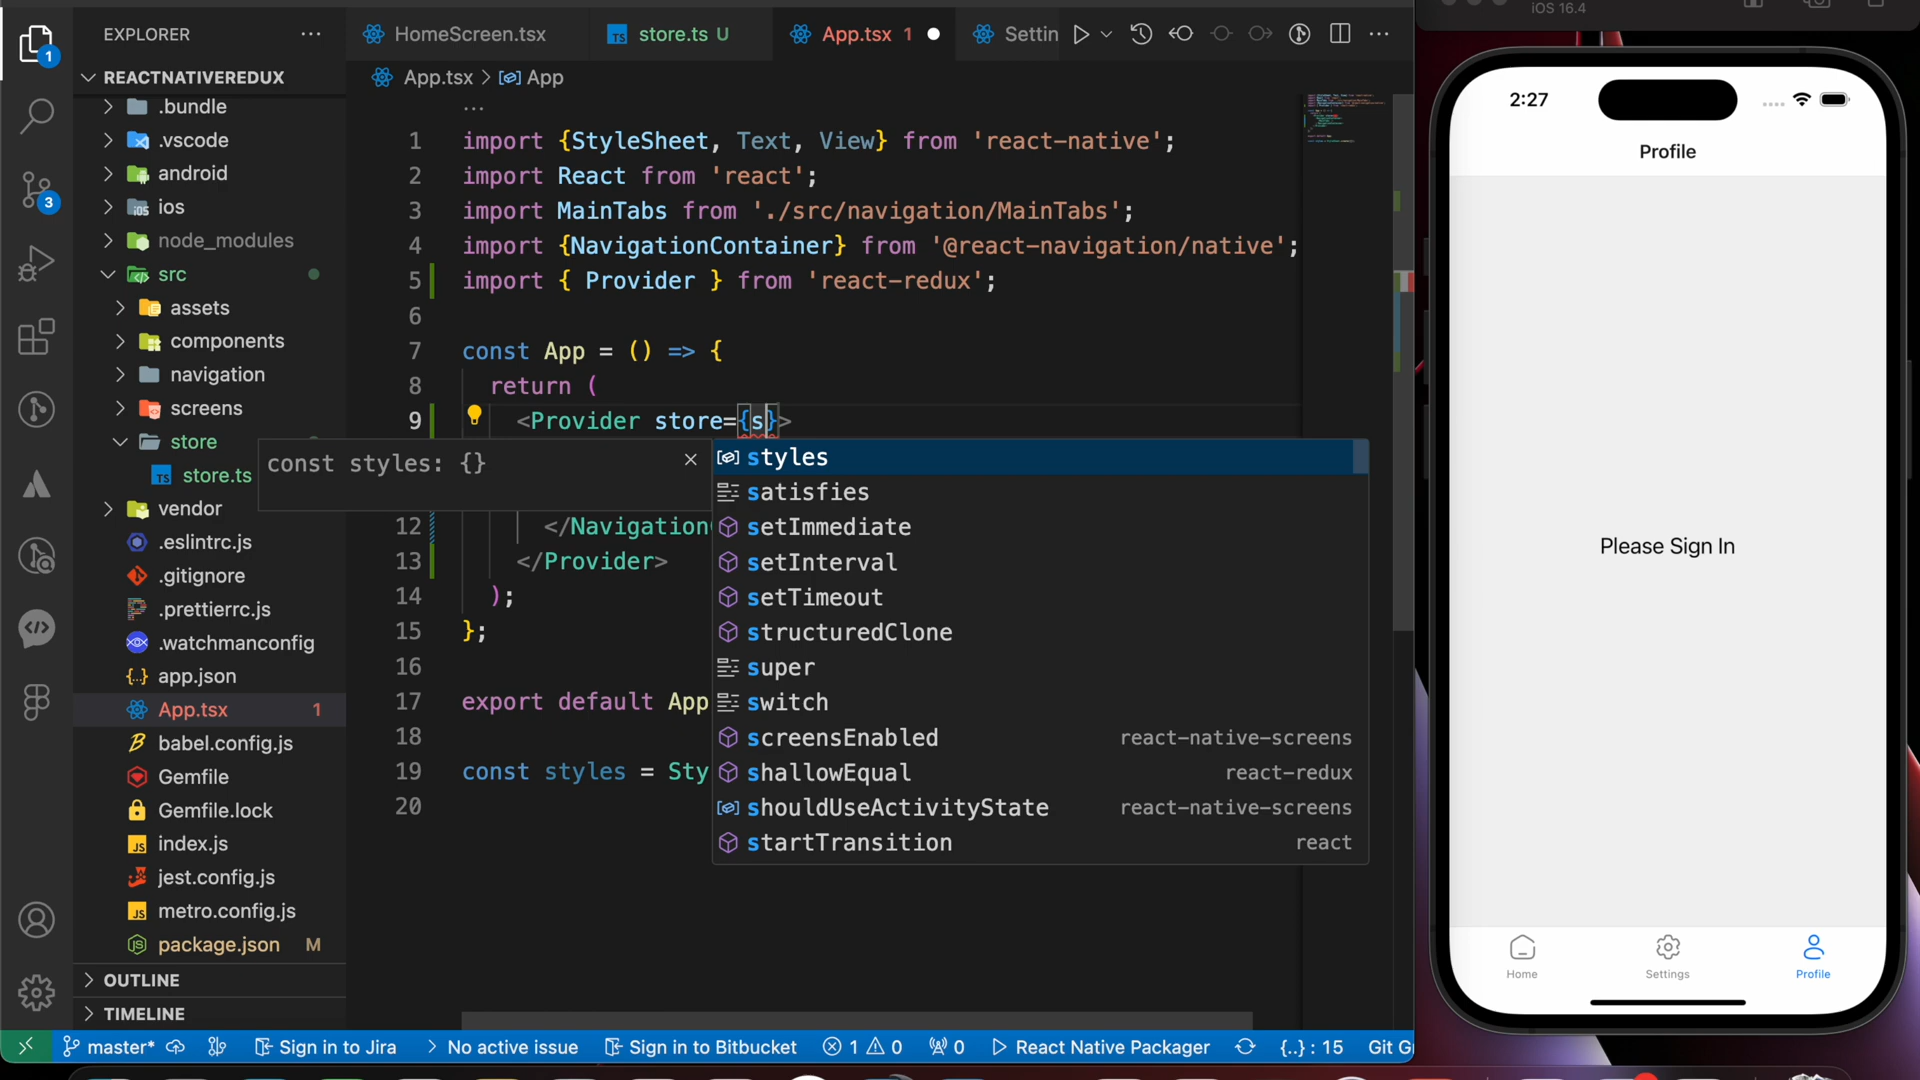 EXPLORER
REACTNATIVEREDUX
.bundle
.vscode
android
ios
node_modules
src
assets
components
navigation
screens
store
store.ts
vendor
.eslintrc.js
.gitignore
.prettierrc.js
.watchmanconfig
app.json
App.tsx 1
babel.config.js
Gemfile
Gemfile.lock
index.js
jest.config.js
metro.config.js
package.json M
OUTLINE
TIMELINE
1
3
HomeScreen.tsx
store.ts U
App.tsx 1
Settin
App.tsx > App
...
1 import {StyleSheet, Text, View} from 'react-native';
2 import React from 'react';
3 import MainTabs from './src/navigation/MainTabs';
4 import {NavigationContainer} from '@react-navigation/native';
5 import { Provider } from 'react-redux';
6
7 const App = () => {
8 return (
9 <Provider store={s}>
const styles: {}
12 </Navigation
13 </Provider>
14 );
15 };
16
17 export default App
18
19 const styles = Sty
20
styles
satisfies
setImmediate
setInterval
setTimeout
structuredClone
super
switch
screensEnabled react-native-screens
shallowEqual react-redux
shouldUseActivityState react-native-screens
startTransition react
master* Sign in to Jira > No active issue Sign in to Bitbucket 1 0 0 React Native Packager {..} : 15 Git G
iOS 16.4
2:27
Profile
Please Sign In
Home
Settings
Profile